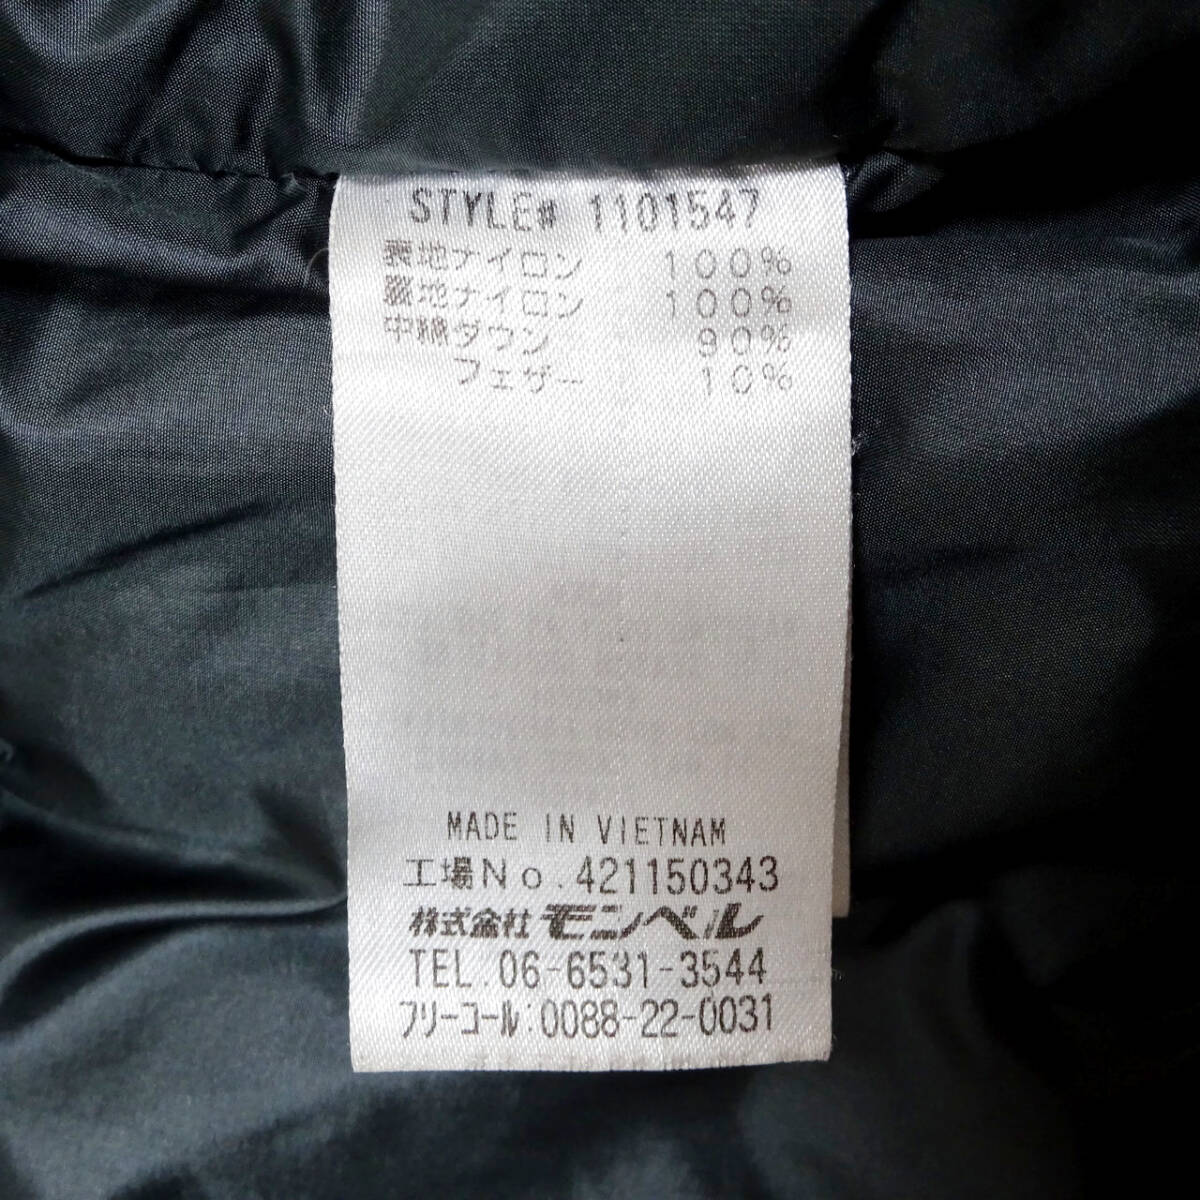 STYLE# 1101547
表地ナイロン 100%
裏地ナイロン 100%
中綿ダウン 90%
フェザー 10%
MADE IN VIETNAM
工場No.421150343
株式会社モンベル
TEL.06-6531-3544
フリーコール:0088-22-0031